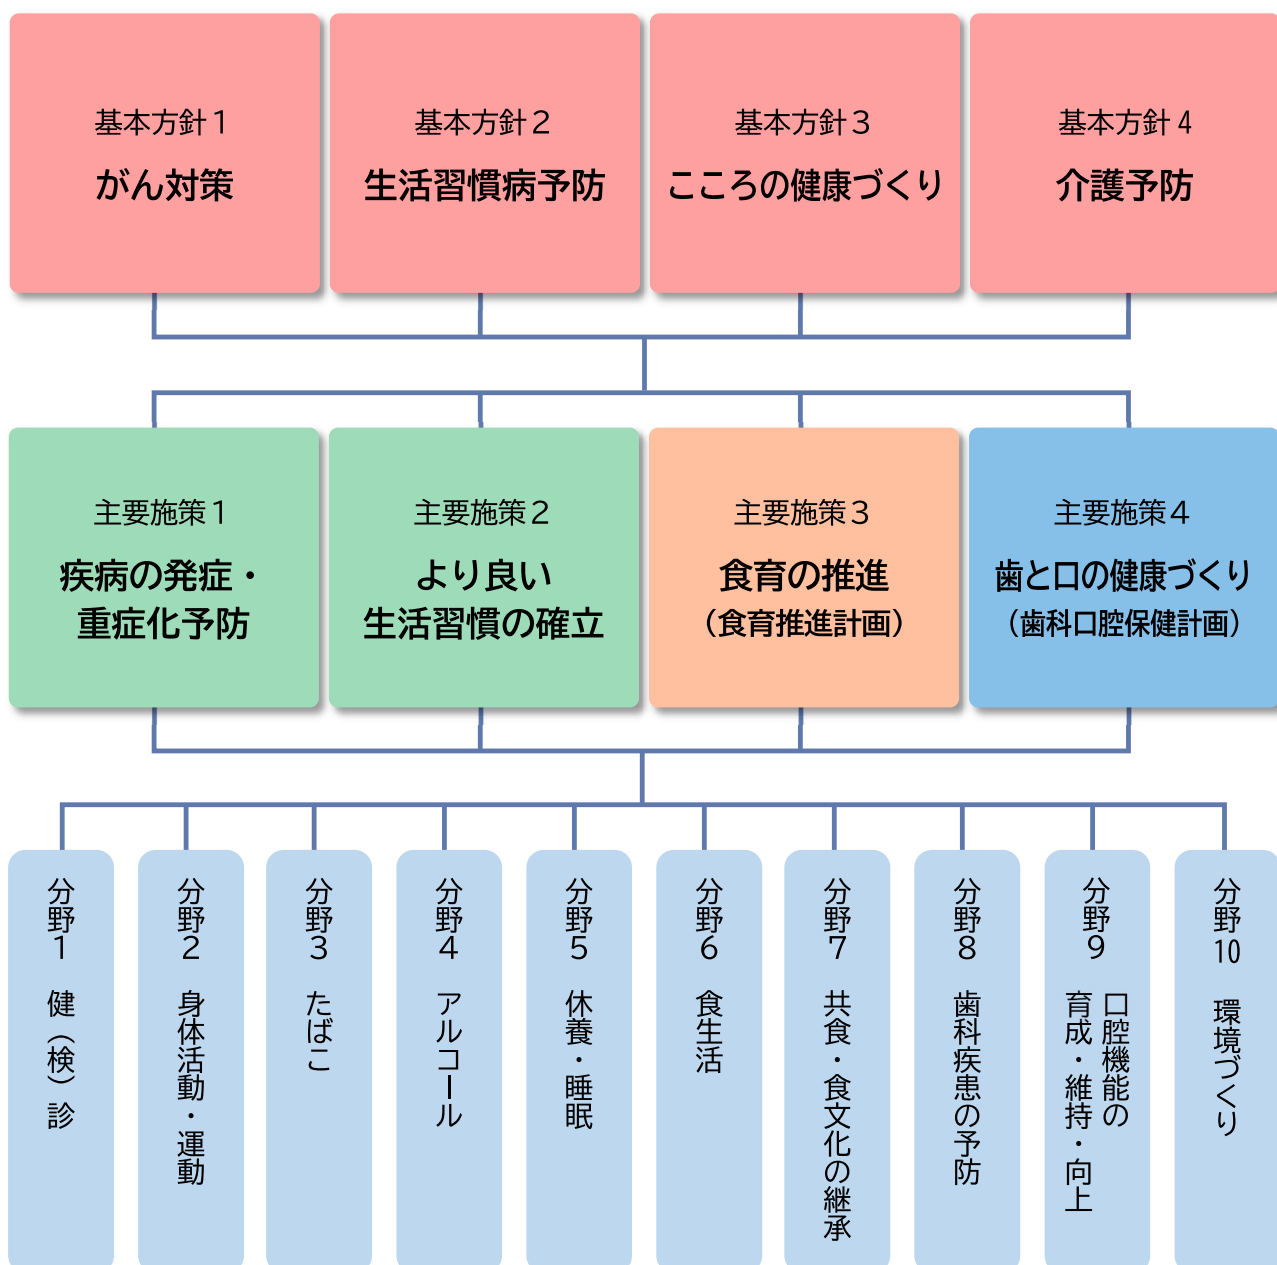 基本方針１
がん対策
基本方針２
生活習慣病予防
基本方針３
こころの健康づくり
基本方針４
介護予防
主要施策１
疾病の発症・
重症化予防
主要施策２
より良い
生活習慣の確立
主要施策３
食育の推進
（食育推進計画）
主要施策４
歯と口の健康づくり
（歯科口腔保健計画）
分野１　健（検）診
分野２　身体活動・運動
分野３　たばこ
分野４　アルコール
分野５　休養・睡眠
分野６　食生活
分野７　共食・食文化の継承
分野８　歯科疾患の予防
分野９　口腔機能の
育成・維持・向上
分野10　環境づくり